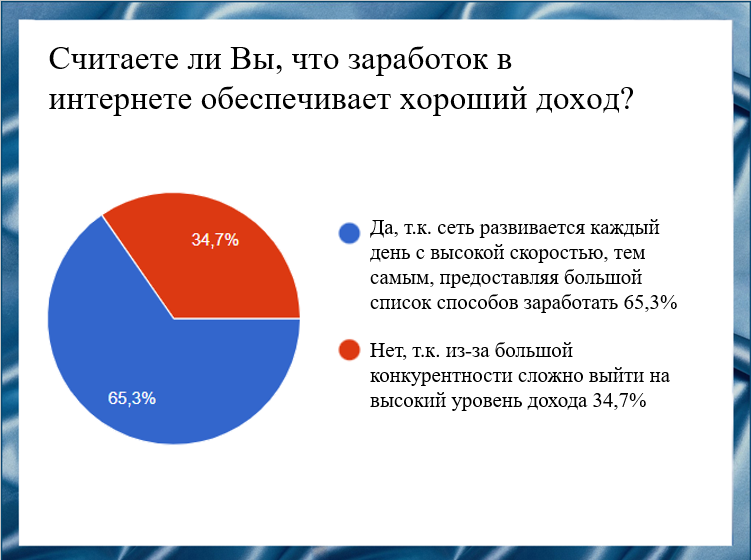 Считаете ли Вы, что заработок в
интернете обеспечивает хороший доход?
34,7%
65,3%
Да, т.к. сеть развивается каждый
день с высокой скоростью, тем
самым, предоставляя большой
список способов заработать 65,3%
Нет, т.к. из-за большой
конкурентности сложно выйти на
высокий уровень дохода 34,7%